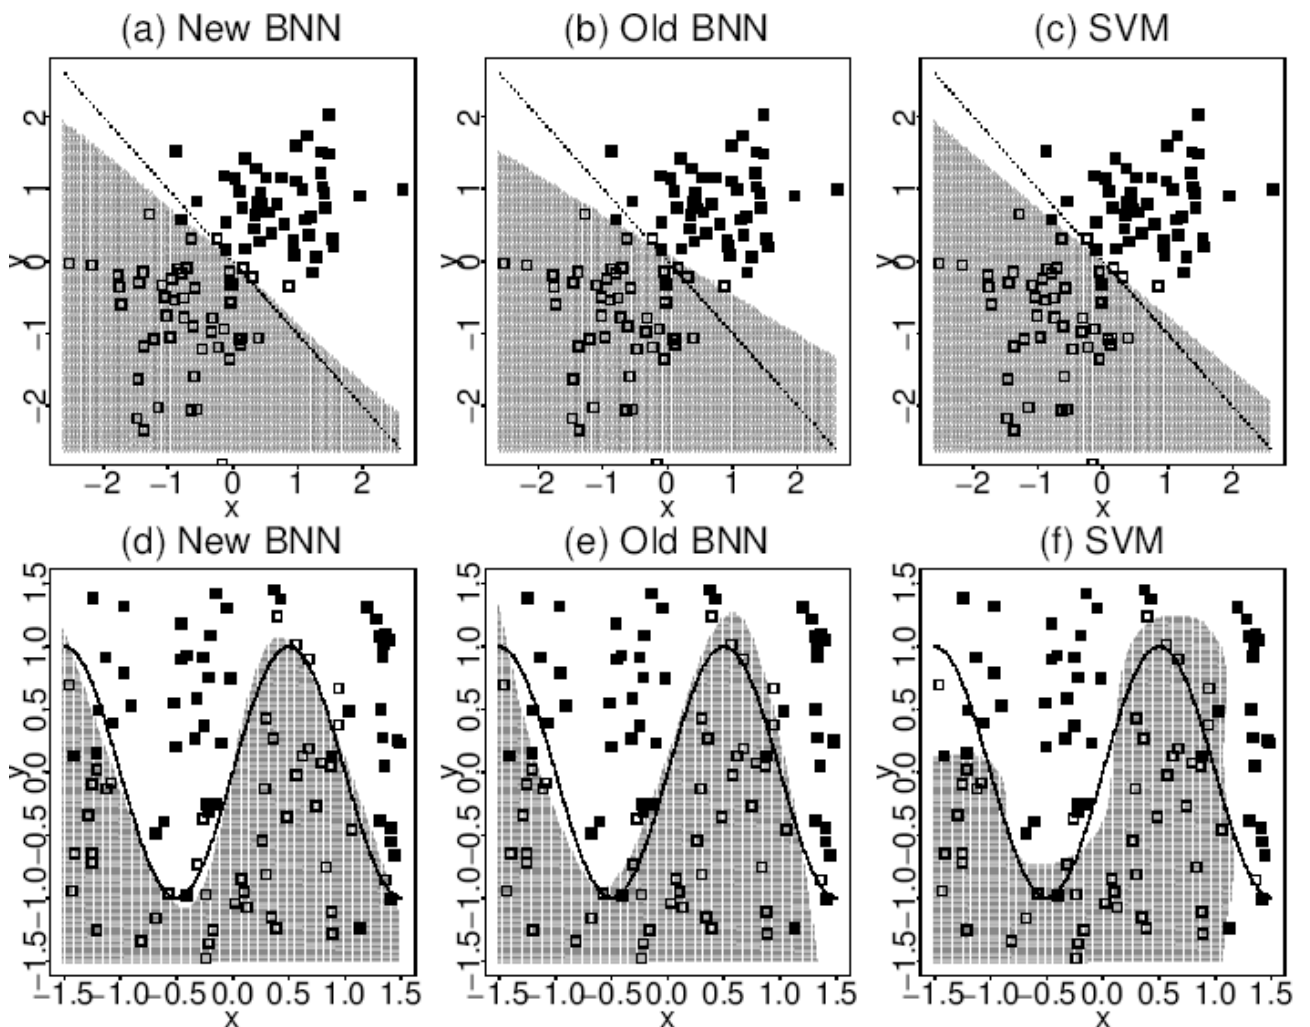 (a) New BNN (b) Old BNN (c) SVM
2 2 2
1 1 1
y 0 y 0 y 0
−1 −1 −1
−2 −2 −2
−2 −1 0 1 2 −2 −1 0 1 2 −2 −1 0 1 2
x x x
(d) New BNN (e) Old BNN (f) SVM
1.5 1.5 1.5
1.0 1.0 1.0
0.5 0.5 0.5
y 0.0 y 0.0 y 0.0
−0.5 −0.5 −0.5
−1.0 −1.0 −1.0
−1.5 −1.5 −1.5
−1.5 −1.0 −0.5 0.0 0.5 1.0 1.5 −1.5 −1.0 −0.5 0.0 0.5 1.0 1.5 −1.5 −1.0 −0.5 0.0 0.5 1.0 1.5
x x x